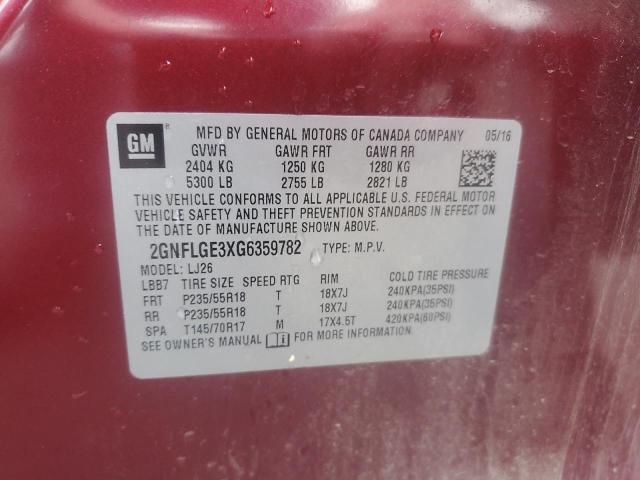 GM ® MFD BY GENERAL MOTORS OF CANADA COMPANY 05/16
GVWR GAWR FRT GAWR RR
2404 KG 1250 KG 1280 KG
5300 LB 2755 LB 2821 LB
THIS VEHICLE CONFORMS TO ALL APPLICABLE U.S. FEDERAL MOTOR
VEHICLE SAFETY AND THEFT PREVENTION STANDARDS IN EFFECT ON
THE DATE OF MANUFACTURE SHOWN ABOVE.
2GNFLGE3XG6359782 TYPE: M.P.V.
MODEL: LJ26
LBB7 TIRE SIZE SPEED RTG RIM COLD TIRE PRESSURE
FRT P235/55R18 T 18X7J 240KPA(35PSI)
RR P235/55R18 T 18X7J 240KPA(35PSI)
SPA T145/70R17 M 17X4.5T 420KPA(60PSI)
SEE OWNER'S MANUAL FOR MORE INFORMATION.